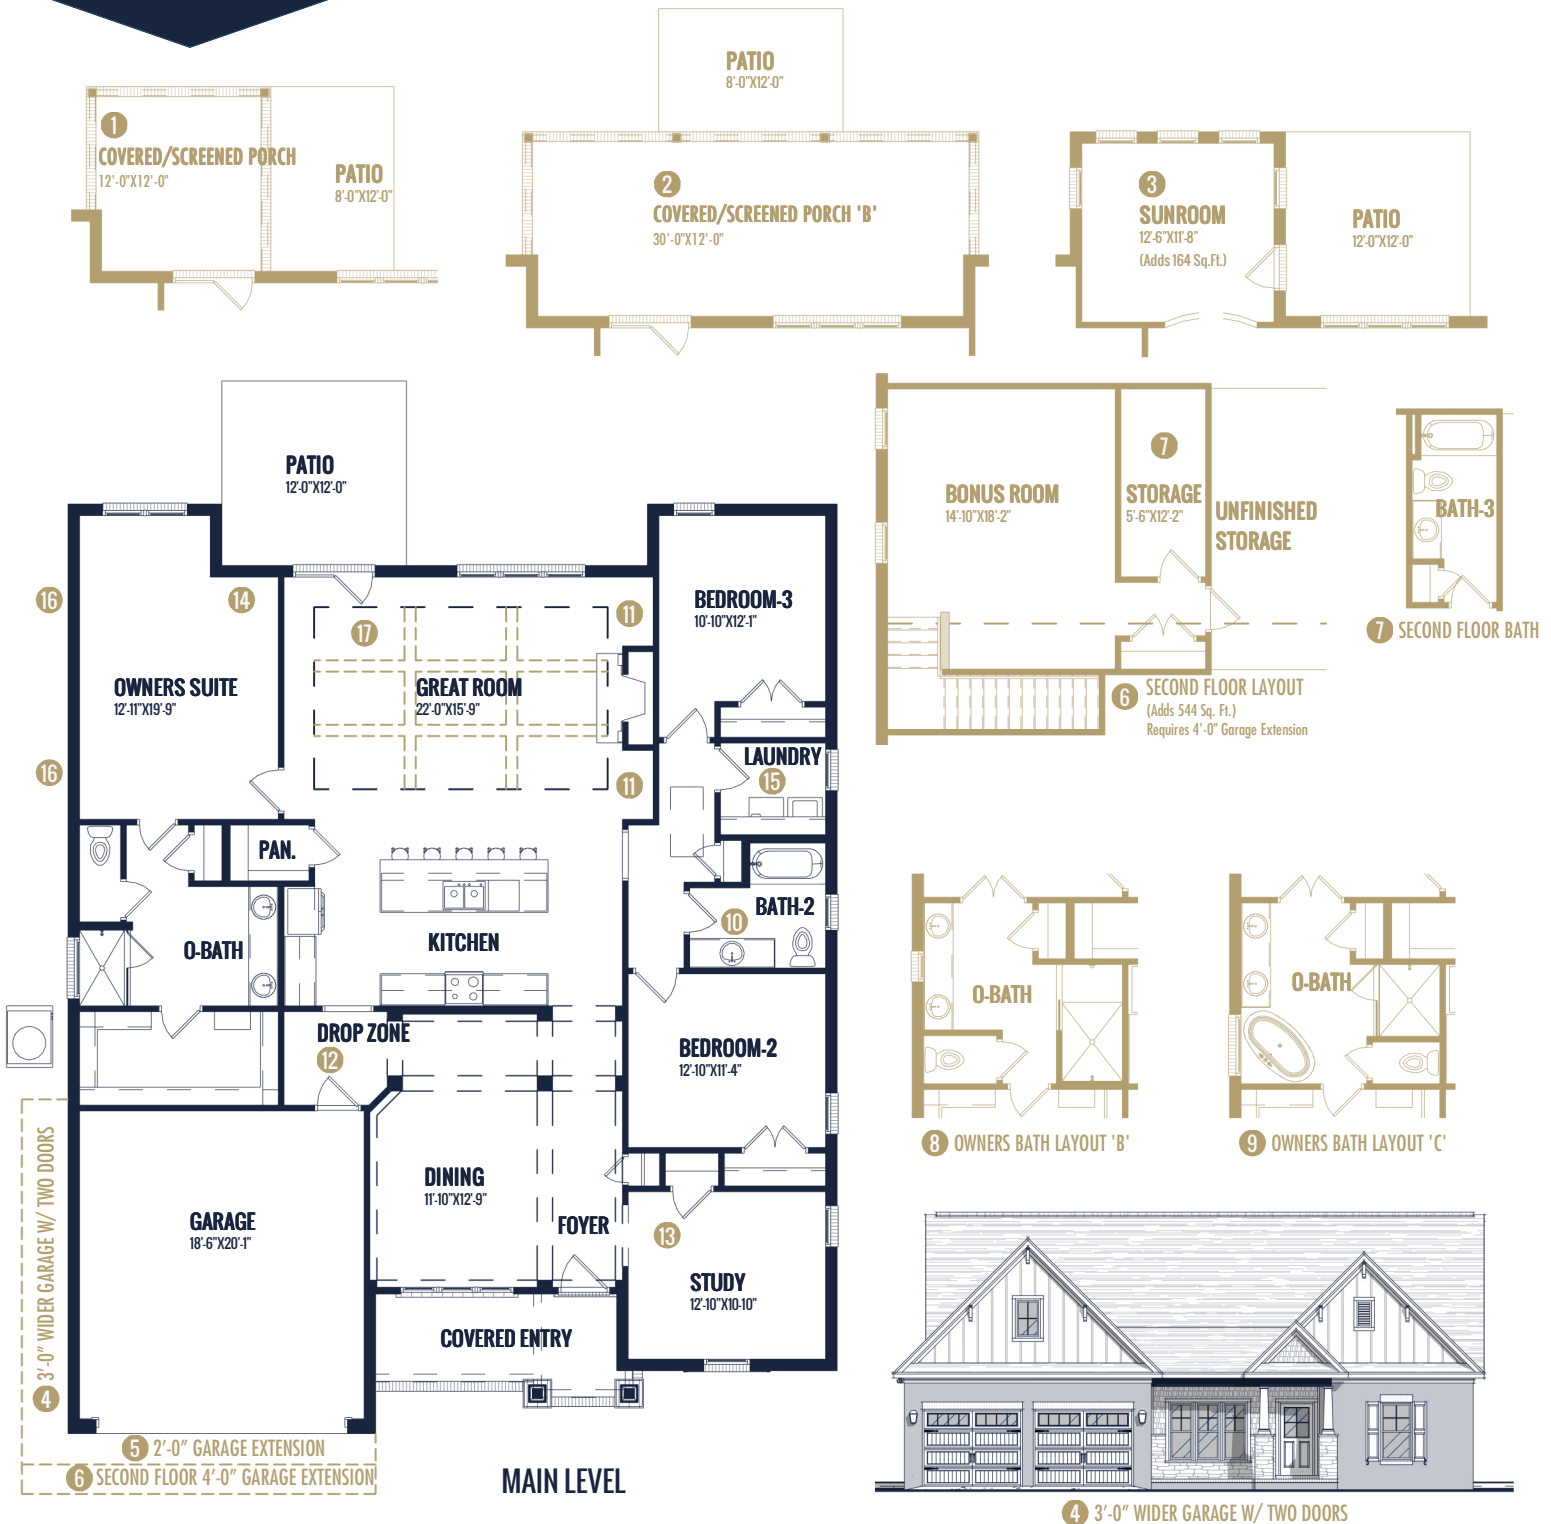 1
COVERED/SCREENED PORCH
12'-0"X12'-0"
PATIO
8'-0"X12'-0"
PATIO
8'-0"X12'-0"
2
COVERED/SCREENED PORCH 'B'
30'-0"X12'-0"
3
SUNROOM
12'-6"X11'-8"
(Adds 164 Sq.Ft.)
PATIO
12'-0"X12'-0"
PATIO
12'-0"X12'-0"
16
14
OWNERS SUITE
12'-11"X19'-9"
16
17
11
GREAT ROOM
22'-0"X15'-9"
11
BEDROOM-3
10'-10"X12'-1"
LAUNDRY
15
PAN.
O-BATH
KITCHEN
10
BATH-2
DROP ZONE
12
BEDROOM-2
12'-10"X11'-4"
DINING
11'-10"X12'-9"
FOYER
13
STUDY
12'-10"X10-10"
GARAGE
18'-6"X20'-1"
COVERED ENTRY
4 3'-0" WIDER GARAGE W/ TWO DOORS
5 2'-0" GARAGE EXTENSION
6 SECOND FLOOR 4'-0" GARAGE EXTENSION
MAIN LEVEL
BONUS ROOM
14'-10"X18'-2"
7
STORAGE
5'-6"X12'-2"
UNFINISHED
STORAGE
6 SECOND FLOOR LAYOUT
(Adds 544 Sq. Ft.)
Requires 4'-0" Garage Extension
BATH-3
7 SECOND FLOOR BATH
O-BATH
8 OWNERS BATH LAYOUT 'B'
O-BATH
9 OWNERS BATH LAYOUT 'C'
4 3'-0" WIDER GARAGE W/ TWO DOORS